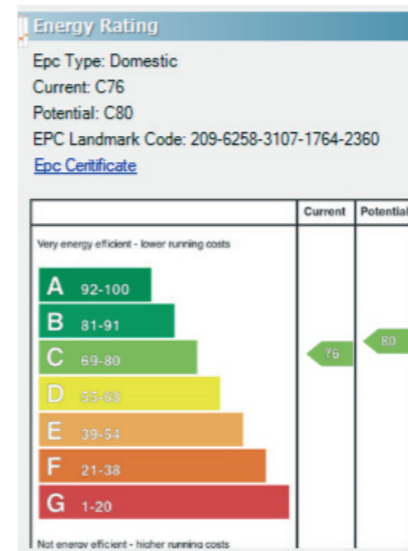 Energy Rating
Epc Type: Domestic
Current: C76
Potential: C80
EPC Landmark Code: 209-6258-3107-1764-2360
Epc Certificate
Current Potential
Very energy efficient - lower running costs
A 92-100
B 81-91
C 69-80
76
80
D 55-68
E 39-54
F 21-38
G 1-20
Not energy efficient - higher running costs